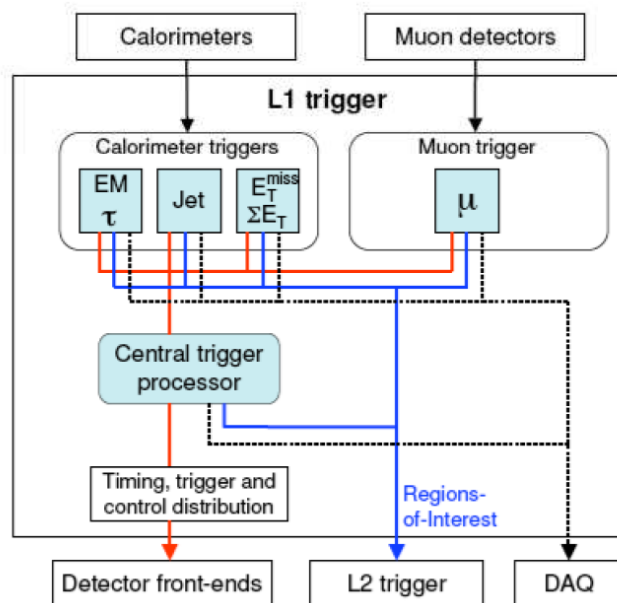 Calorimeters
Muon detectors
L1 trigger
Calorimeter triggers
Muon trigger
EM
τ
Jet
E_T^miss
ΣE_T
μ
Central trigger
processor
Timing, trigger and
control distribution
Regions-
of-Interest
Detector front-ends
L2 trigger
DAQ